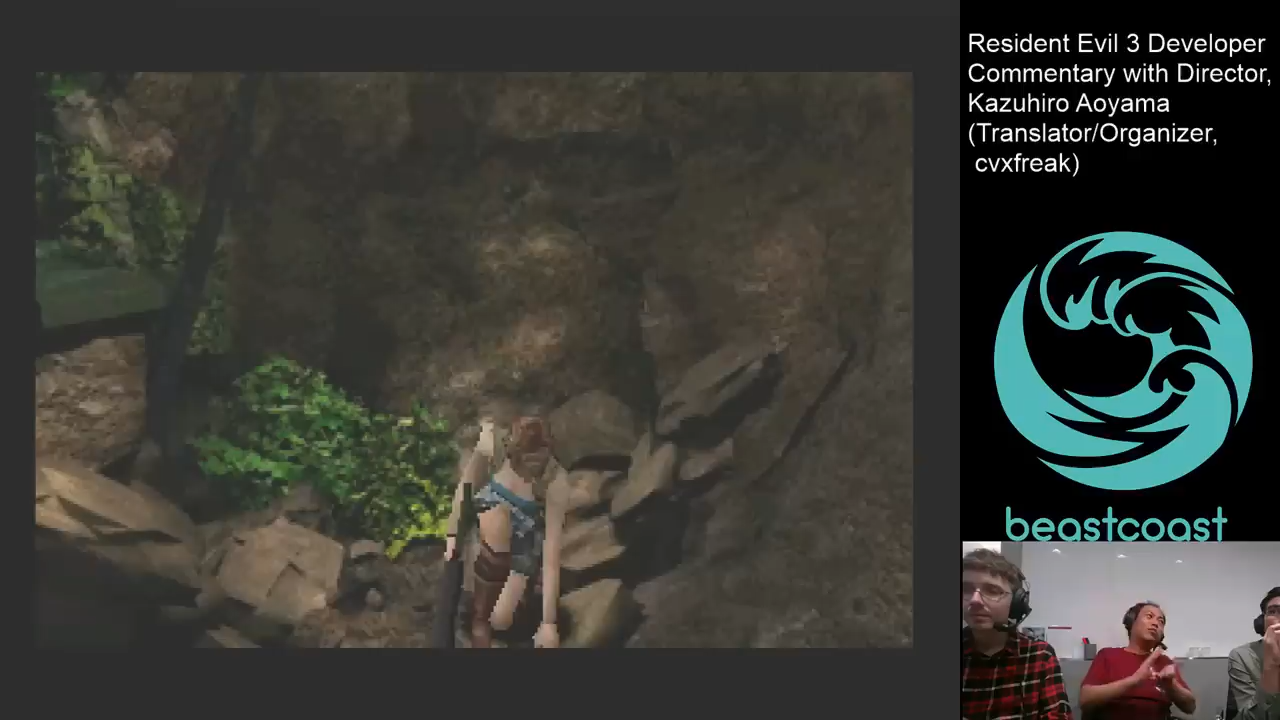 Resident Evil 3 Developer
Commentary with Director,
Kazuhiro Aoyama
(Translator/Organizer,
cvxfreak)
beastcoast